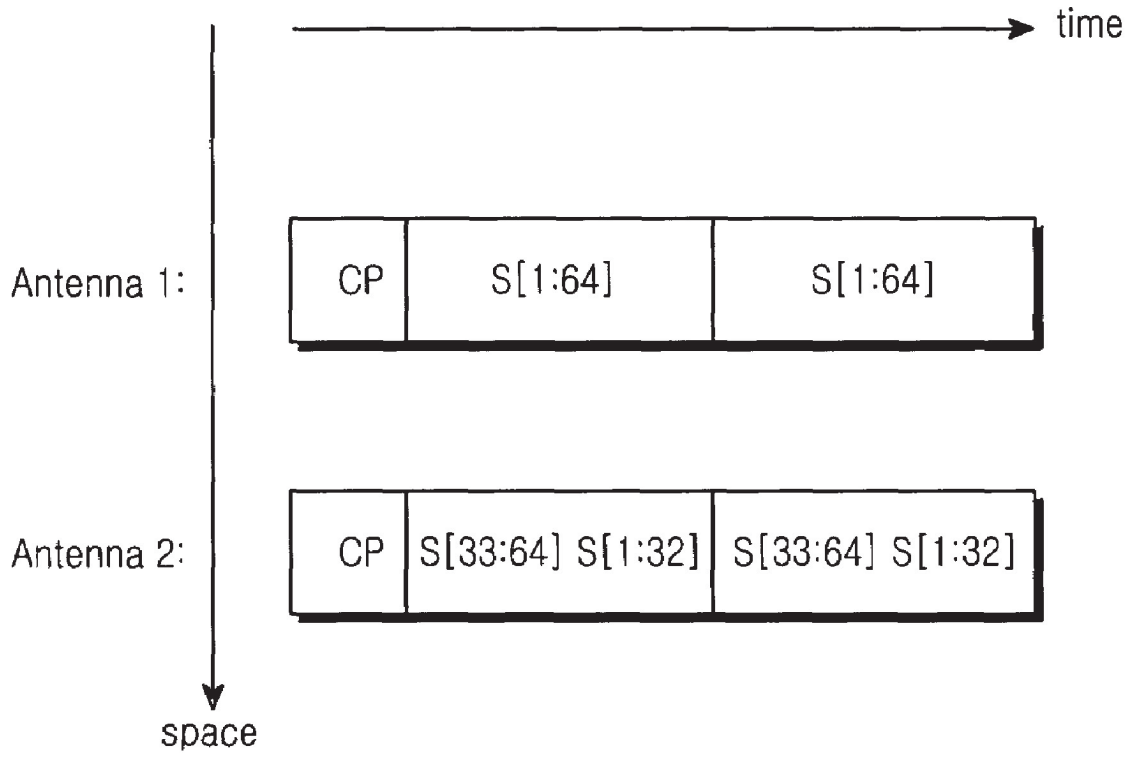 time
Antenna 1: CP S[1:64] S[1:64]
Antenna 2: CP S[33:64] S[1:32] S[33:64] S[1:32]
space